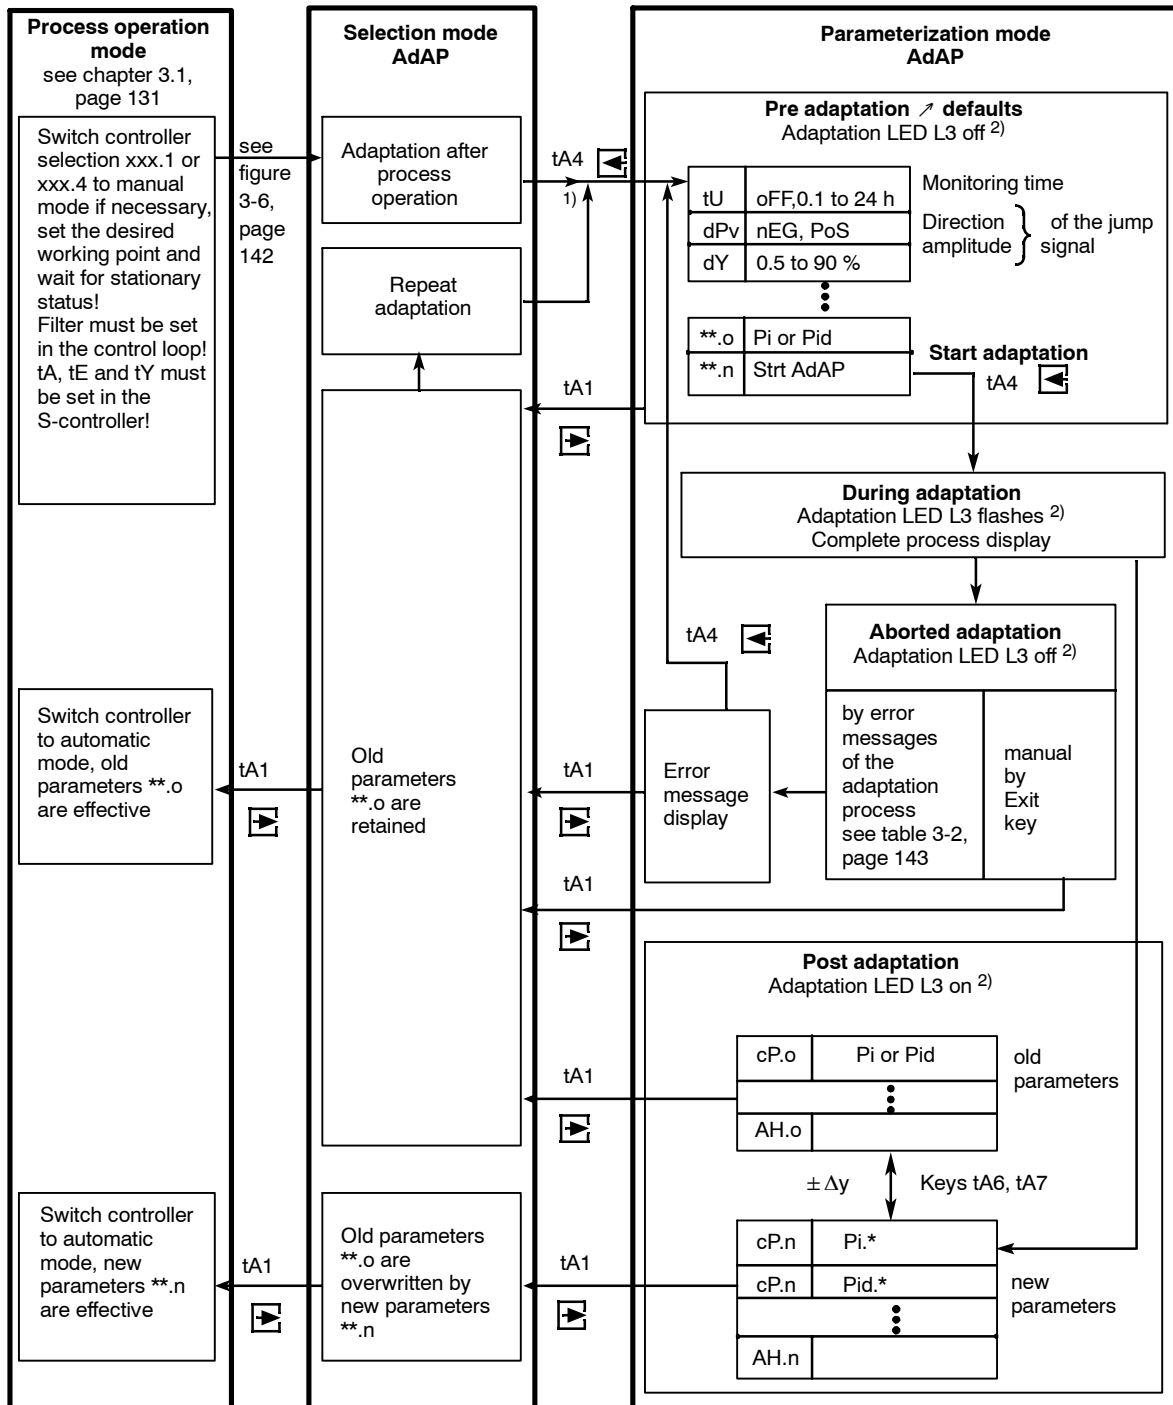 Process operation
mode
see chapter 3.1,
page 131
Switch controller
selection xxx.1 or
xxx.4 to manual
mode if necessary,
set the desired
working point and
wait for stationary
status!
Filter must be set
in the control loop!
tA, tE and tY must
be set in the
S-controller!
see
figure
3-6,
page
142
Switch controller
to automatic
mode, old
parameters **.o
are effective
tA1
Switch controller
to automatic
mode, new
parameters **.n
are effective
tA1
Selection mode
AdAP
Adaptation after
process
operation
Repeat
adaptation
Old
parameters
**.o are
retained
Old parameters
**.o are
overwritten by
new parameters
**.n
tA4
1)
tA1
tA1
tA1
tA1
tA1
Parameterization mode
AdAP
Pre adaptation ↗ defaults
Adaptation LED L3 off 2)
tU oFF,0.1 to 24 h
dPv nEG, PoS
dY 0.5 to 90 %
Monitoring time
Direction
amplitude
of the jump
signal
**.o Pi or Pid
**.n Strt AdAP
Start adaptation
tA4
During adaptation
Adaptation LED L3 flashes 2)
Complete process display
tA4
Aborted adaptation
Adaptation LED L3 off 2)
by error
messages
of the
adaptation
process
see table 3-2,
page 143
manual
by
Exit
key
Error
message
display
Post adaptation
Adaptation LED L3 on 2)
cP.o Pi or Pid
AH.o
old
parameters
± Δy Keys tA6, tA7
cP.n Pi.*
cP.n Pid.*
AH.n
new
parameters